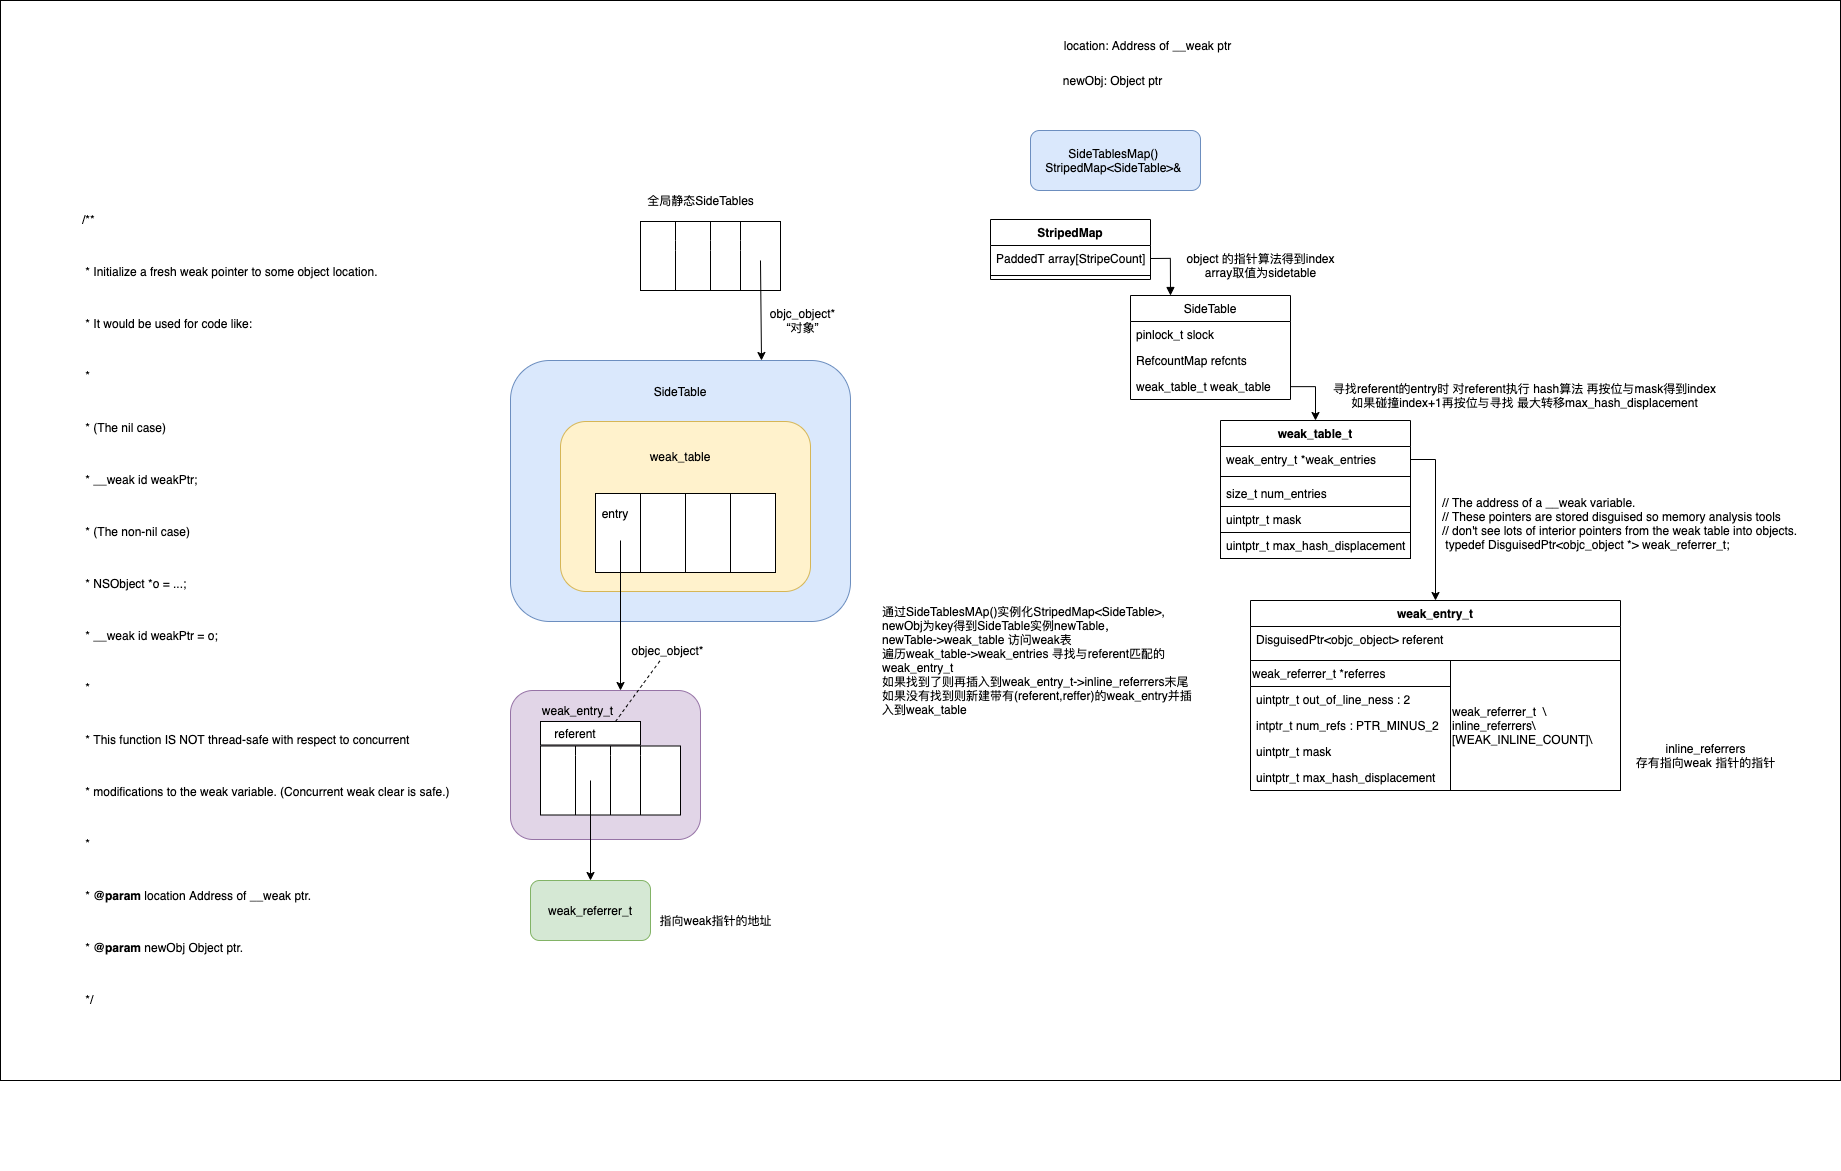 /**
* Initialize a fresh weak pointer to some object location.
* It would be used for code like:
*
* (The nil case)
* __weak id weakPtr;
* (The non-nil case)
* NSObject *o = ...;
* __weak id weakPtr = o;
*
* This function IS NOT thread-safe with respect to concurrent
* modifications to the weak variable. (Concurrent weak clear is safe.)
*
* @param location Address of __weak ptr.
* @param newObj Object ptr.
*/
全局静态SideTables
objc_object*
“对象”
SideTable
weak_table
entry
objec_object*
weak_entry_t
referent
weak_referrer_t
指向weak指针的地址
location: Address of __weak ptr
newObj: Object ptr
SideTablesMap()
StripedMap<SideTable>&
StripedMap
PaddedT array[StripeCount]
object 的指针算法得到index
array取值为sidetable
SideTable
pinlock_t slock
RefcountMap refcnts
weak_table_t weak_table
寻找referent的entry时 对referent执行 hash算法 再按位与mask得到index
如果碰撞index+1再按位与寻找 最大转移max_hash_displacement
weak_table_t
weak_entry_t *weak_entries
size_t num_entries
uintptr_t mask
uintptr_t max_hash_displacement
// The address of a __weak variable.
// These pointers are stored disguised so memory analysis tools
// don't see lots of interior pointers from the weak table into objects.
typedef DisguisedPtr<objc_object *> weak_referrer_t;
通过SideTablesMAp()实例化StripedMap<SideTable>,
newObj为key得到SideTable实例newTable，
newTable->weak_table 访问weak表
遍历weak_table->weak_entries 寻找与referent匹配的
weak_entry_t
如果找到了则再插入到weak_entry_t->inline_referrers末尾
如果没有找到则新建带有(referent,reffer)的weak_entry并插
入到weak_table
weak_entry_t
DisguisedPtr<objc_object> referent
weak_referrer_t *referres
uintptr_t out_of_line_ness : 2
intptr_t num_refs : PTR_MINUS_2
uintptr_t mask
uintptr_t max_hash_displacement
weak_referrer_t \
inline_referrers\
[WEAK_INLINE_COUNT]\
inline_referrers
存有指向weak 指针的指针